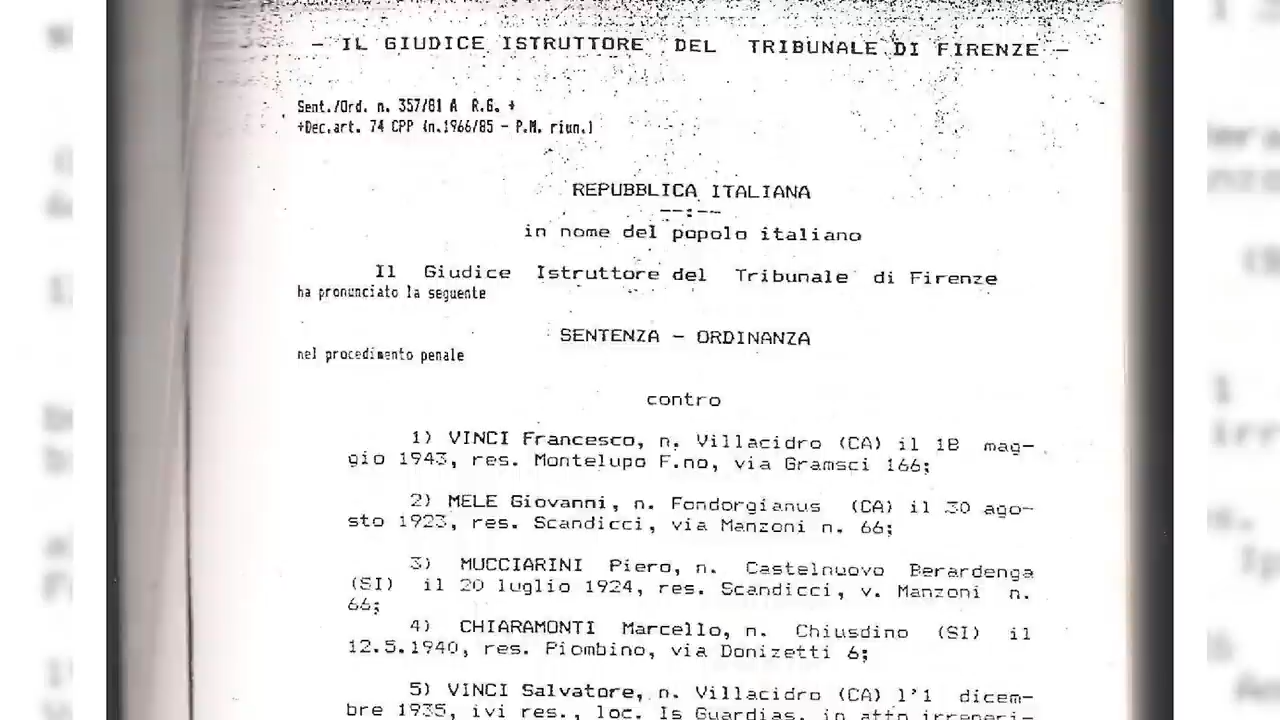 - IL GIUDICE ISTRUTTORE DEL TRIBUNALE DI FIRENZE -
Sent./Ord. n. 357/81 A R.G. +
+Dec.art. 74 CPP (n.1966/85 - P.M. riun.)
REPUBBLICA ITALIANA
--:--
in nome del popolo italiano
Il Giudice Istruttore del Tribunale di Firenze
ha pronunciato la seguente
SENTENZA - ORDINANZA
nel procedimento penale
contro
1) VINCI Francesco, n. Villacidro (CA) il 18 mag-
gio 1943, res. Montelupo F.no, via Gramsci 166;
2) MELE Giovanni, n. Fondorgianus (CA) il 30 ago-
sto 1923, res. Scandicci, via Manzoni n. 66;
3) MUCCIARINI Piero, n. Castelnuovo Berardenga
(SI) il 20 luglio 1924, res. Scandicci, v. Manzoni n.
66;
4) CHIARAMONTI Marcello, n. Chiusdino (SI) il
12.5.1940, res. Piombino, via Donizetti 6;
5) VINCI Salvatore, n. Villacidro (CA) l'1 dicem-
bre 1935, ivi res., loc. Is Guardias, in atto irreperi-